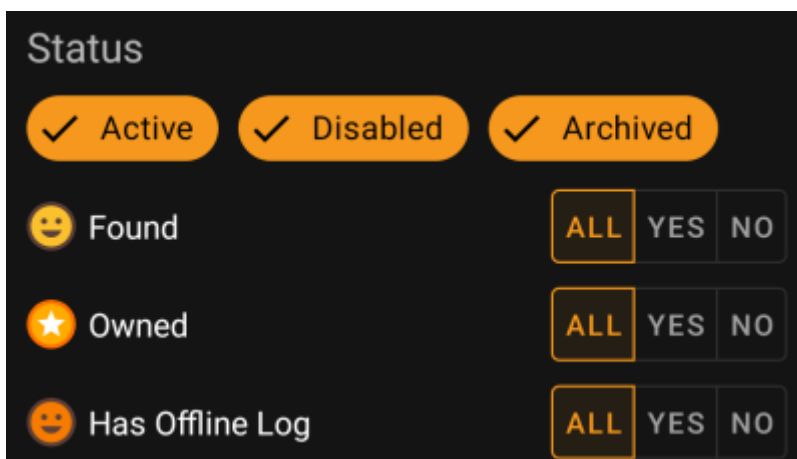 Status
Active Disabled Archived
Found ALL YES NO
Owned ALL YES NO
Has Offline Log ALL YES NO